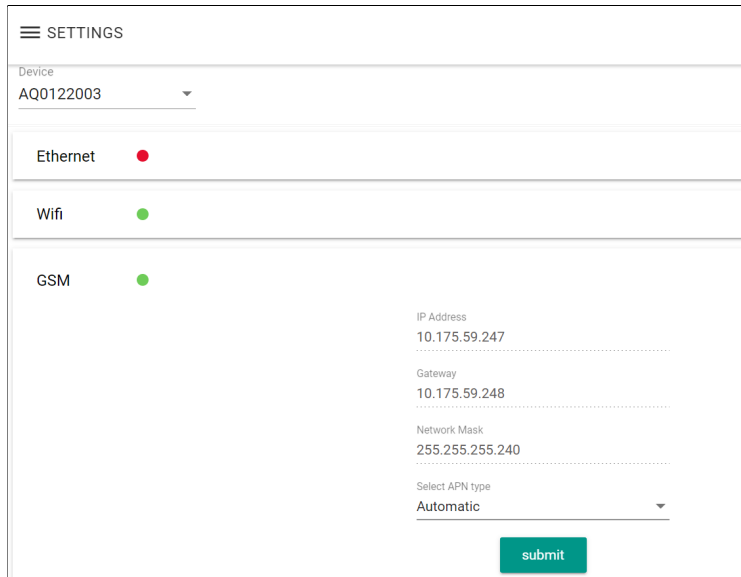 SETTINGS
Device
AQ0122003
Ethernet
Wifi
GSM
IP Address
10.175.59.247
Gateway
10.175.59.248
Network Mask
255.255.255.240
Select APN type
Automatic
submit